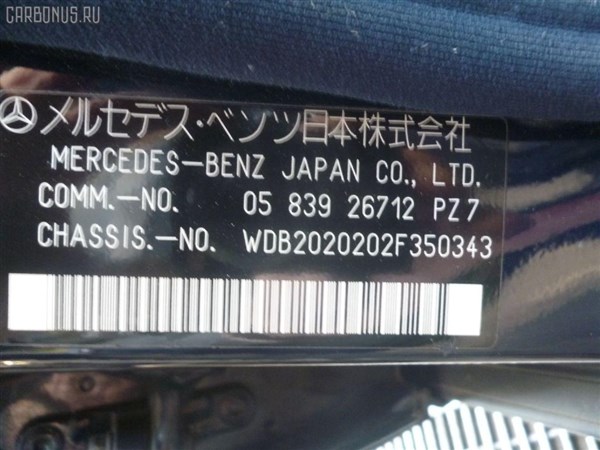 CARBONUS.RU
メルセデス・ベンツ日本株式会社
MERCEDES-BENZ JAPAN CO., LTD.
COMM.-NO. 05 839 26712 PZ7
CHASSIS.-NO. WDB2020202F350343